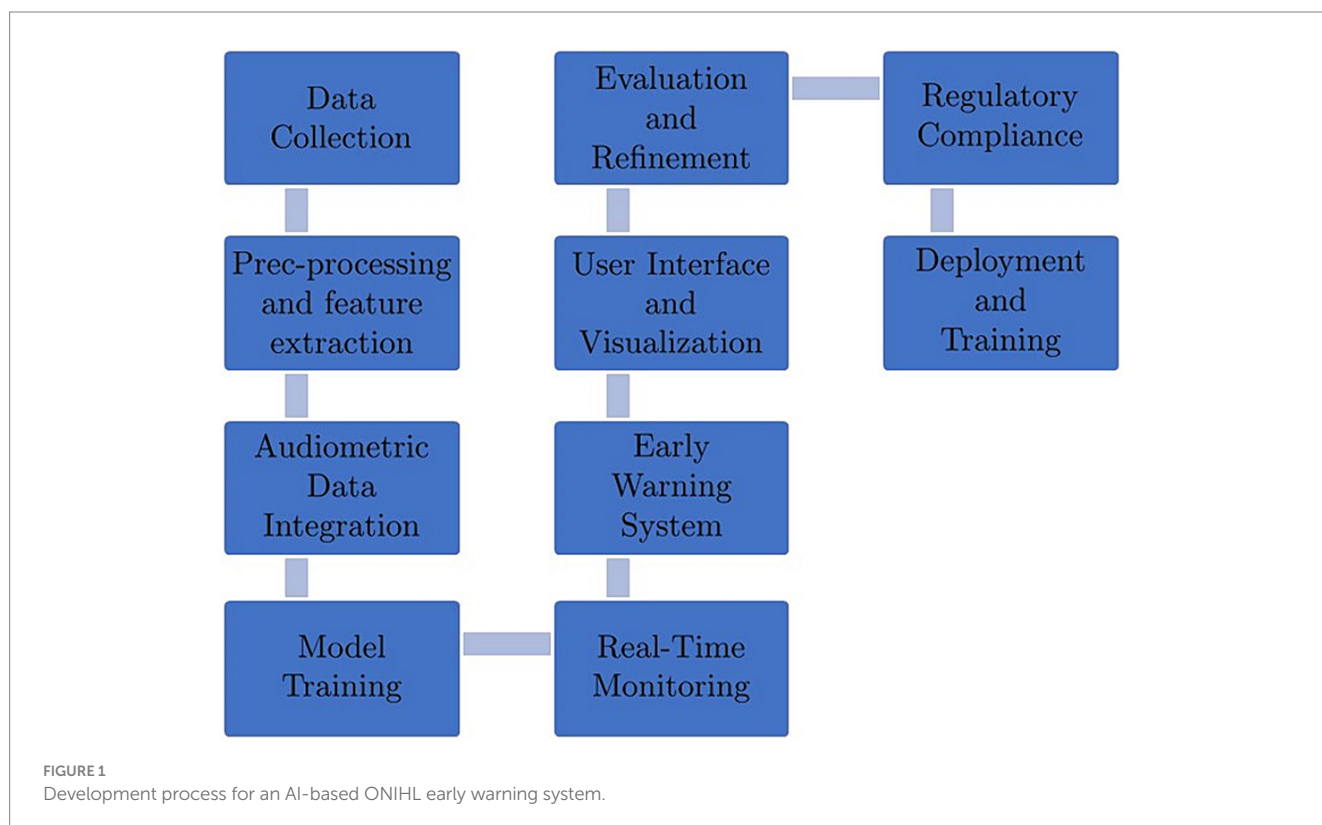 Data
Collection
Prec-processing
and feature
extraction
Audiometric
Data
Integration
Model
Training
Real-Time
Monitoring
Early
Warning
System
User Interface
and
Visualization
Evaluation
and
Refinement
Regulatory
Compliance
Deployment
and
Training
FIGURE 1
Development process for an AI-based ONIHL early warning system.